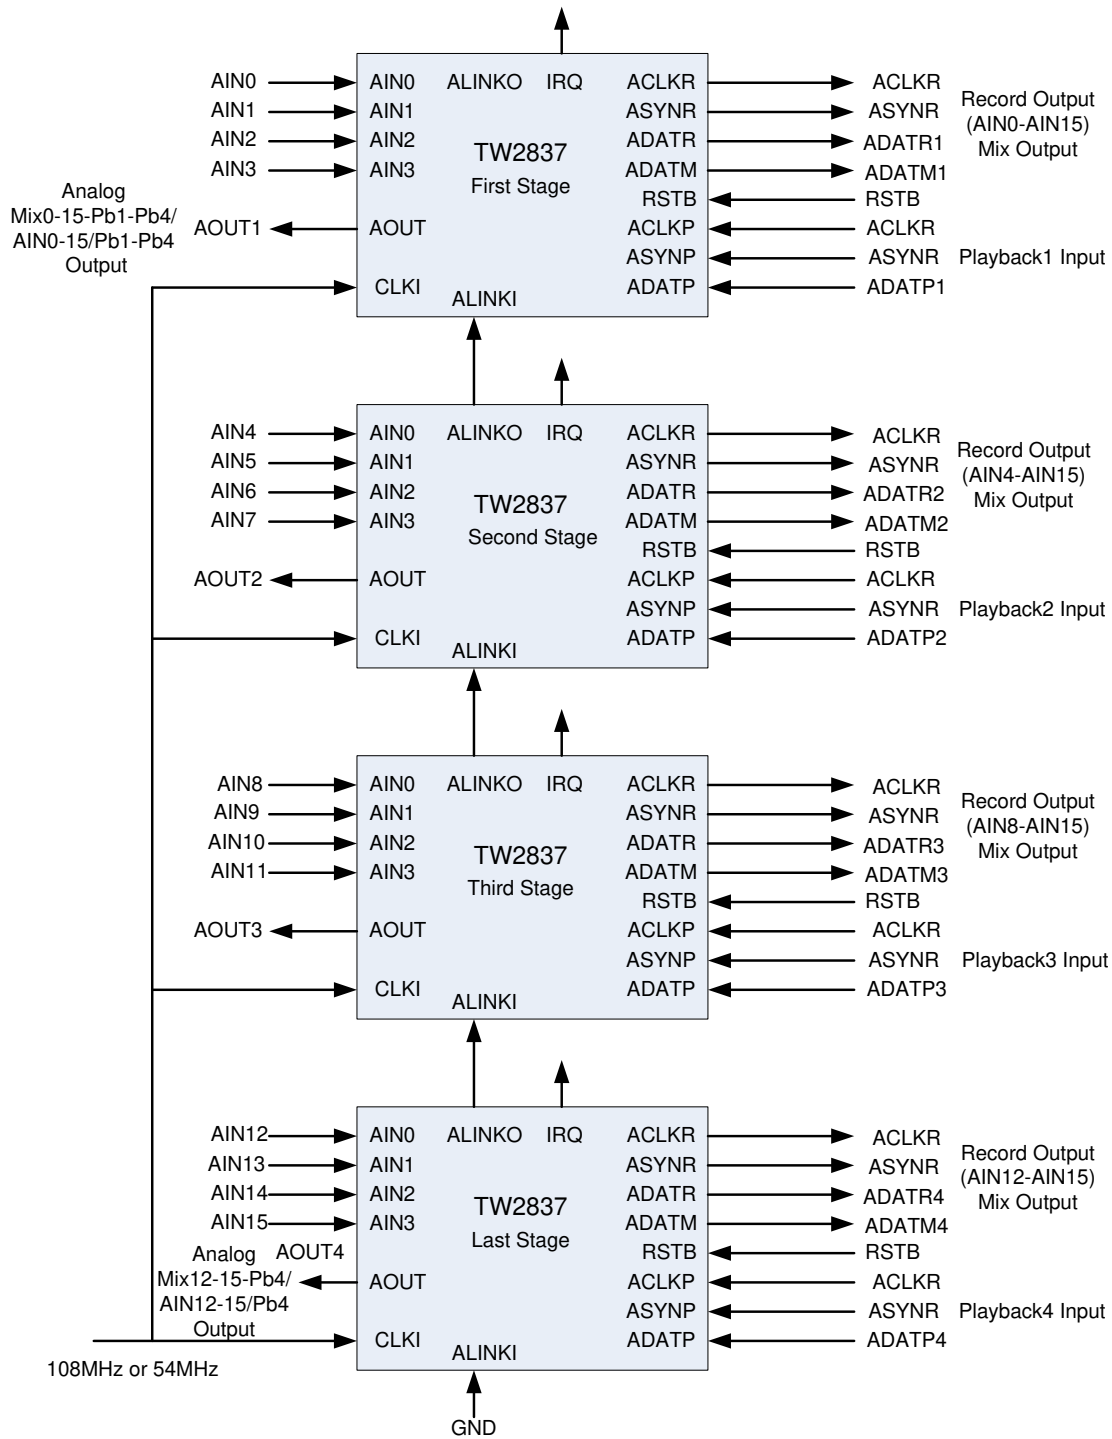 AIN0 AIN0 ALINKO IRQ ACLKR ACLKR
AIN1 AIN1 ASYNR ASYNR
AIN2 AIN2 ADATR ADATR1
AIN3 AIN3 ADATM ADATM1
TW2837
First Stage
Record Output
(AIN0-AIN15)
Mix Output
RSTB RSTB
Analog
Mix0-15-Pb1-Pb4/
AIN0-15/Pb1-Pb4
Output
AOUT1 AOUT ACLKP ACLKR
ASYNP ASYNR Playback1 Input
CLKI ADATP ADATP1
ALINKI
AIN4 AIN0 ALINKO IRQ ACLKR ACLKR
AIN5 AIN1 ASYNR ASYNR
AIN6 AIN2 ADATR ADATR2
AIN7 AIN3 ADATM ADATM2
TW2837
Second Stage
Record Output
(AIN4-AIN15)
Mix Output
RSTB RSTB
AOUT2 AOUT ACLKP ACLKR
ASYNP ASYNR Playback2 Input
CLKI ADATP ADATP2
ALINKI
AIN8 AIN0 ALINKO IRQ ACLKR ACLKR
AIN9 AIN1 ASYNR ASYNR
AIN10 AIN2 ADATR ADATR3
AIN11 AIN3 ADATM ADATM3
TW2837
Third Stage
Record Output
(AIN8-AIN15)
Mix Output
RSTB RSTB
AOUT3 AOUT ACLKP ACLKR
ASYNP ASYNR Playback3 Input
CLKI ADATP ADATP3
ALINKI
AIN12 AIN0 ALINKO IRQ ACLKR ACLKR
AIN13 AIN1 ASYNR ASYNR
AIN14 AIN2 ADATR ADATR4
AIN15 AIN3 ADATM ADATM4
TW2837
Last Stage
Record Output
(AIN12-AIN15)
Mix Output
RSTB RSTB
Analog
Mix12-15-Pb4/
AIN12-15/Pb4
Output
AOUT4 AOUT ACLKP ACLKR
ASYNP ASYNR Playback4 Input
CLKI ADATP ADATP4
ALINKI
108MHz or 54MHz
GND